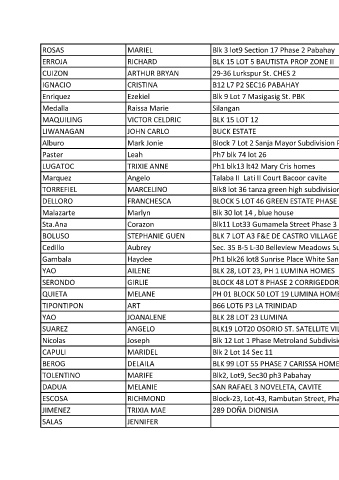 ROSAS MARIEL Blk 3 lot9 Section 17 Phase 2 Pabahay
ERROJA RICHARD BLK 15 LOT 5 BAUTISTA PROP ZONE II
CUIZON ARTHUR BRYAN 29-36 Lurkspur St. CHES 2
IGNACIO CRISTINA B12 L7 P2 SEC16 PABAHAY
Enriquez Ezekiel Blk 9 Lot 7 Masigasig St. PBK
Medalla Raissa Marie Silangan
MAQUILING VICTOR CELDRIC BLK 15 LOT 12
LIWANAGAN JOHN CARLO BUCK ESTATE
Alburo Mark Jonie Block 7 Lot 2 Sanja Mayor Subdivision P
Paster Leah Ph7 blk 74 lot 26
LUGATOC TRIXIE ANNE Ph1 blk13 lt42 Mary Cris homes
Marquez Angelo Talaba II Lati II Court Bacoor cavite
TORREFIEL MARCELINO Blk8 lot 36 tanza green high subdivision
DELLORO FRANCHESCA BLOCK 5 LOT 46 GREEN ESTATE PHASE
Malazarte Marlyn Blk 30 lot 14 , blue house
Sta.Ana Corazon Blk11 Lot33 Gumamela Street Phase 3
BOLUSO STEPHANIE GUEN BLK 7 LOT A3 F&E DE CASTRO VILLAGE
Cedillo Aubrey Sec. 35 B-5 L-30 Belleview Meadows Su
Gambala Haydee Ph1 blk26 lot8 Sunrise Place White San
YAO AILENE BLK 28, LOT 23, PH 1 LUMINA HOMES
SERONDO GIRLIE BLOCK 48 LOT 8 PHASE 2 CORRIGEDOR
QUIETA MELANE PH 01 BLOCK 50 LOT 19 LUMINA HOME
TIPONTIPON ART B66 LOT6 P3 LA TRINIDAD
YAO JOANALENE BLK 28 LOT 23 LUMINA
SUAREZ ANGELO BLK19 LOT20 OSORIO ST. SATELLITE VIL
Nicolas Joseph Blk 12 Lot 1 Phase Metroland Subdivisio
CAPULI MARIDEL Blk 2 Lot 14 Sec 11
BEROG DELAILA BLK 99 LOT 55 PHASE 7 CARISSA HOME
TOLENTINO MARIFE Blk2, Lot9, Sec30 ph3 Pabahay
DADUA MELANIE SAN RAFAEL 3 NOVELETA, CAVITE
ESCOSA RICHMOND Block-23, Lot-43, Rambutan Street, Pha
JIMENEZ TRIXIA MAE 289 DOÑA DIONISIA
SALAS JENNIFER